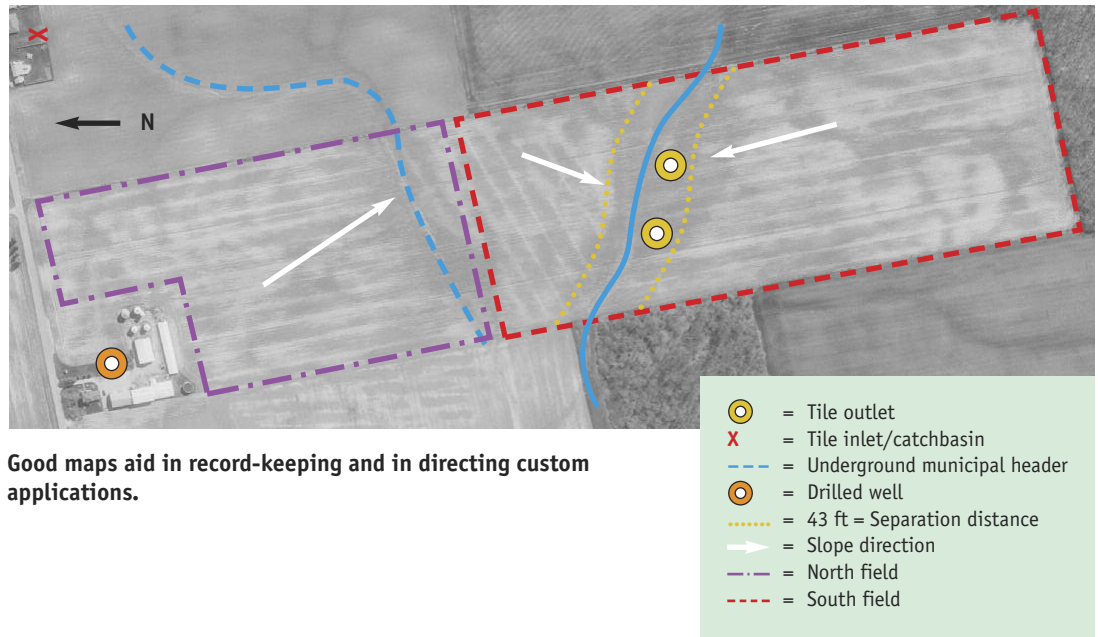 X
N
Good maps aid in record-keeping and in directing custom
applications.
= Tile outlet
X = Tile inlet/catchbasin
= Underground municipal header
= Drilled well
= 43 ft = Separation distance
= Slope direction
= North field
= South field